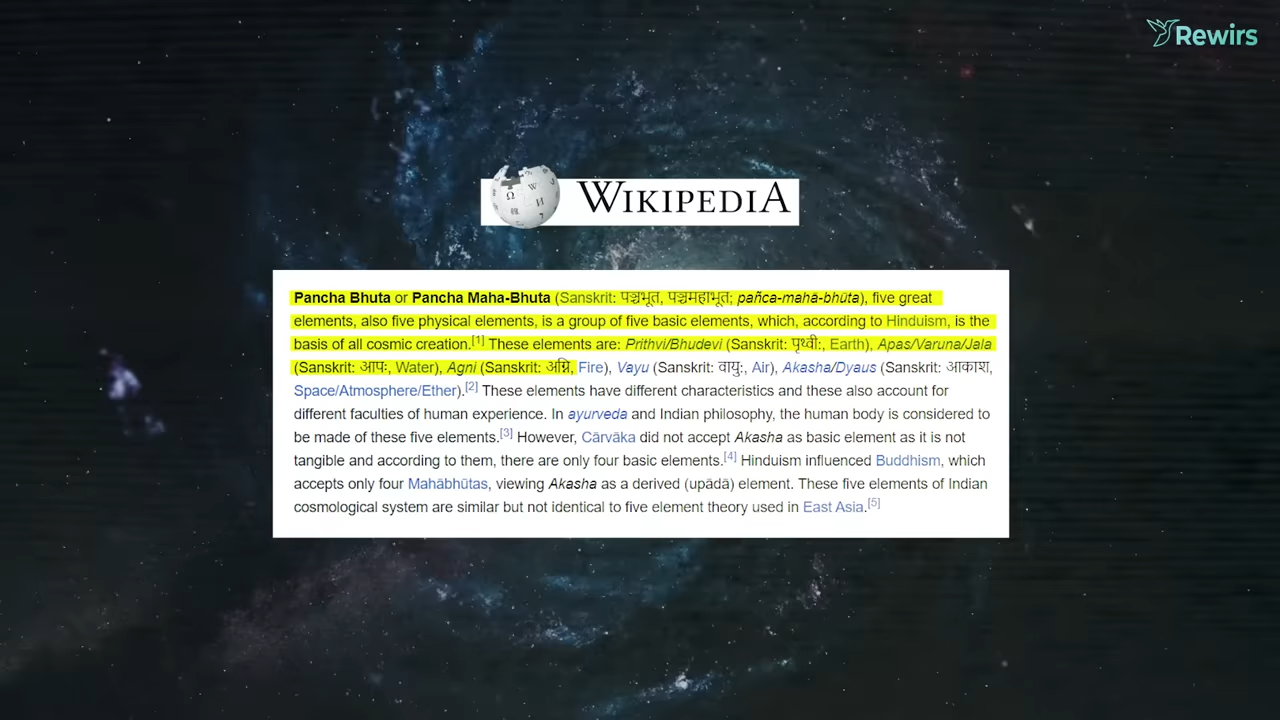 Rewirs
WIKIPEDIA
Pancha Bhuta or Pancha Maha-Bhuta (Sanskrit: पञ्चभूत, पञ्चमहाभूत; pañca-mahā-bhūta), five great
elements, also five physical elements, is a group of five basic elements, which, according to Hinduism, is the
basis of all cosmic creation.[1] These elements are: Prithvi/Bhudevi (Sanskrit: पृथ्वी:, Earth), Apas/Varuna/Jala
(Sanskrit: आपः, Water), Agni (Sanskrit: अग्नि, Fire), Vayu (Sanskrit: वायु:, Air), Akasha/Dyaus (Sanskrit: आकाश,
Space/Atmosphere/Ether).[2] These elements have different characteristics and these also account for
different faculties of human experience. In ayurveda and Indian philosophy, the human body is considered to
be made of these five elements.[3] However, Cārvāka did not accept Akasha as basic element as it is not
tangible and according to them, there are only four basic elements.[4] Hinduism influenced Buddhism, which
accepts only four Mahābhūtas, viewing Akasha as a derived (upādā) element. These five elements of Indian
cosmological system are similar but not identical to five element theory used in East Asia.[5]